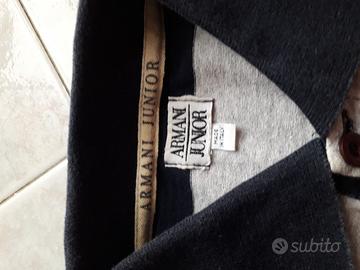 ARMANI JUNIOR
ARMANI
JUNIOR
MADE
IN ITALY
subito